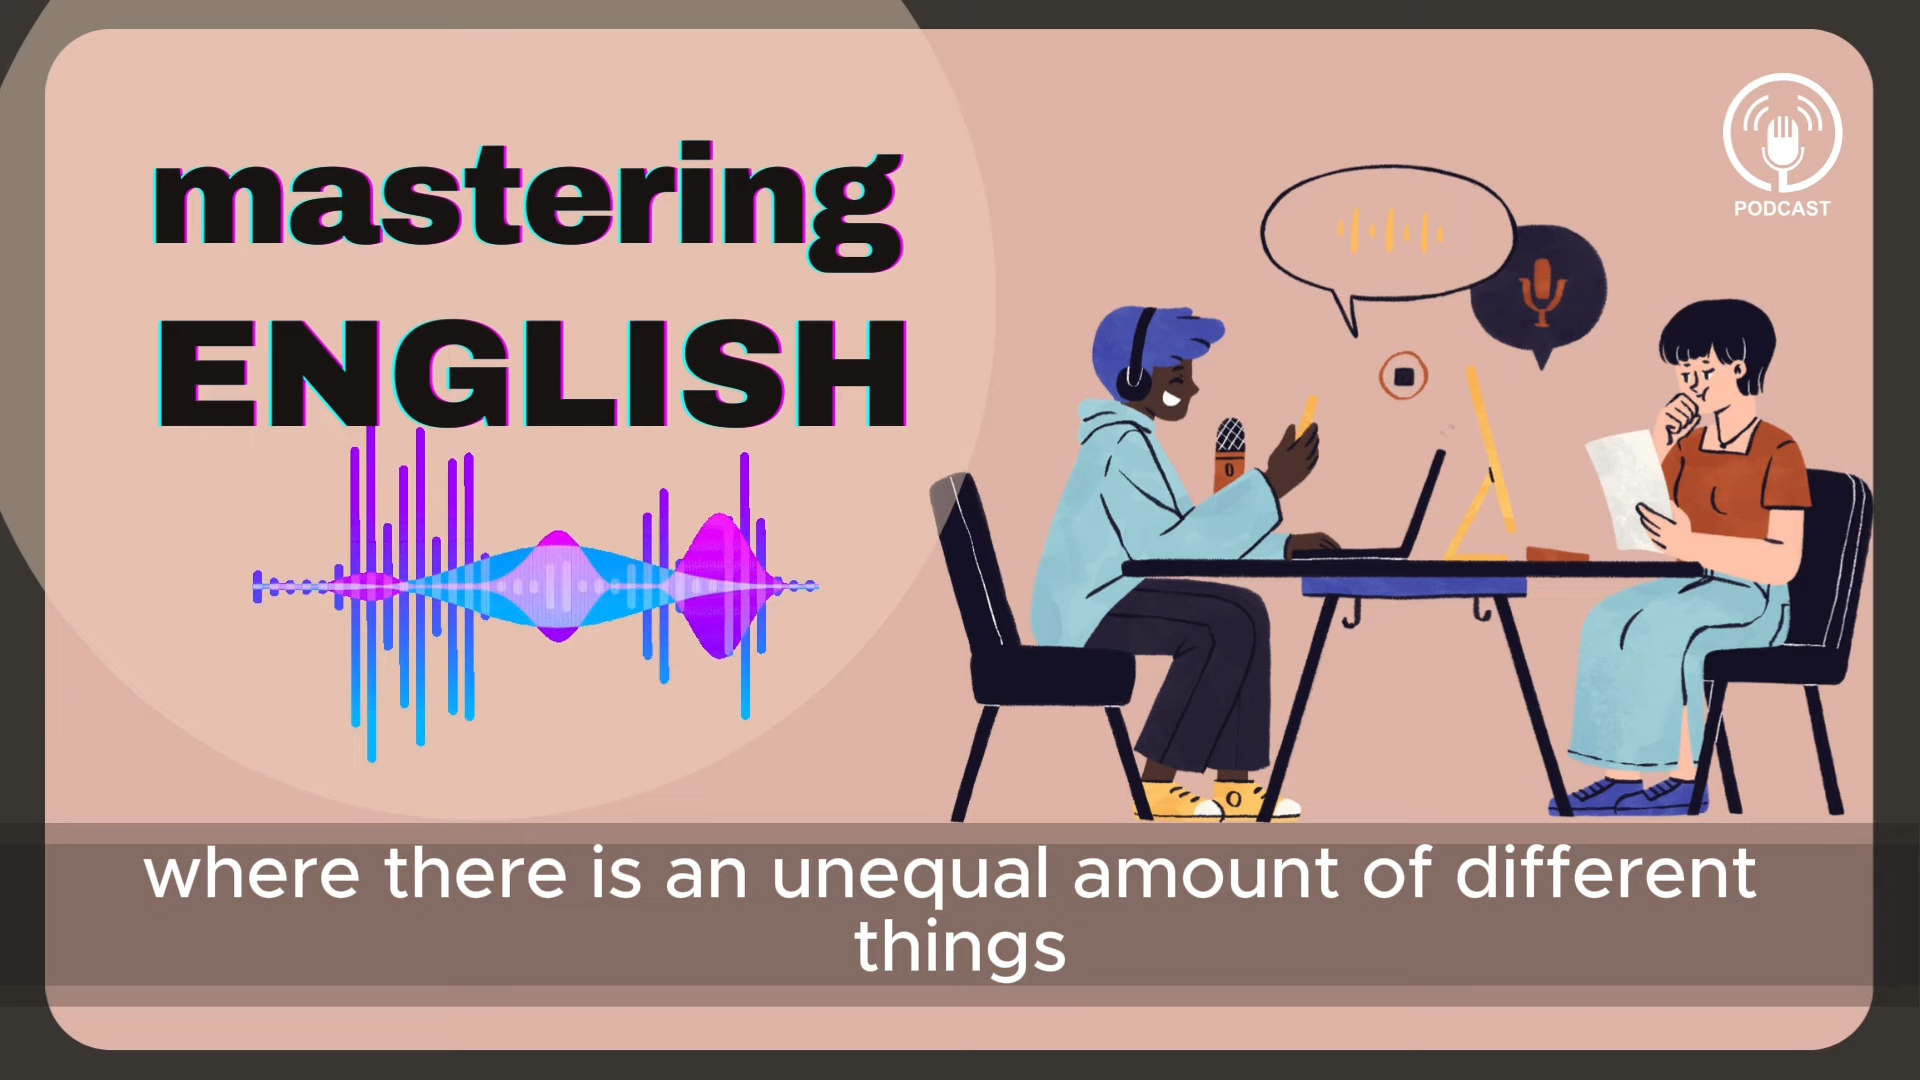 mastering
ENGLISH
PODCAST
where there is an unequal amount of different
things